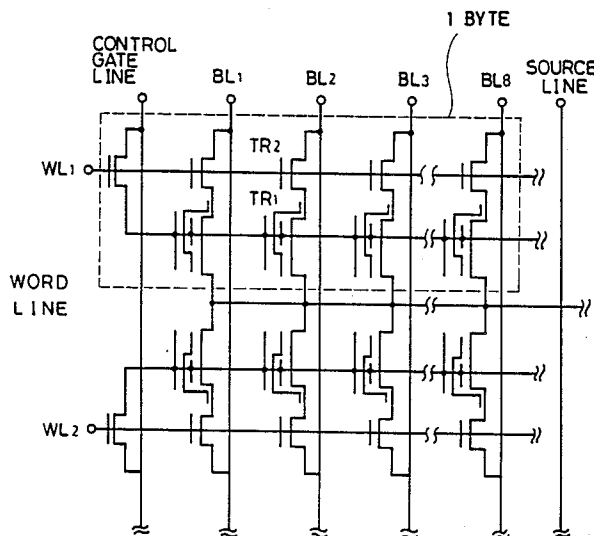 1 BYTE
CONTROL
GATE
LINE
BL1
BL2
BL3
BL8
SOURCE
LINE
TR2
WL1
TR1
WORD
LINE
WL2